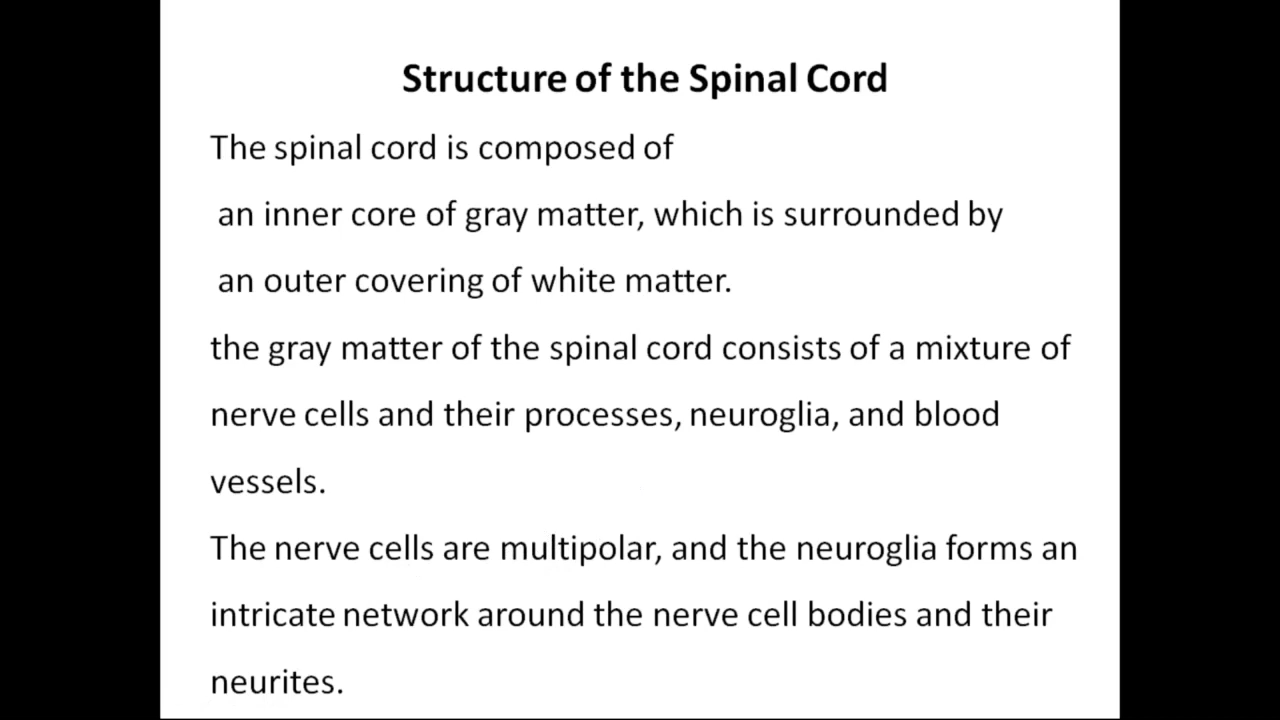 Structure of the Spinal Cord
The spinal cord is composed of
an inner core of gray matter, which is surrounded by
an outer covering of white matter.
the gray matter of the spinal cord consists of a mixture of
nerve cells and their processes, neuroglia, and blood
vessels.
The nerve cells are multipolar, and the neuroglia forms an
intricate network around the nerve cell bodies and their
neurites.